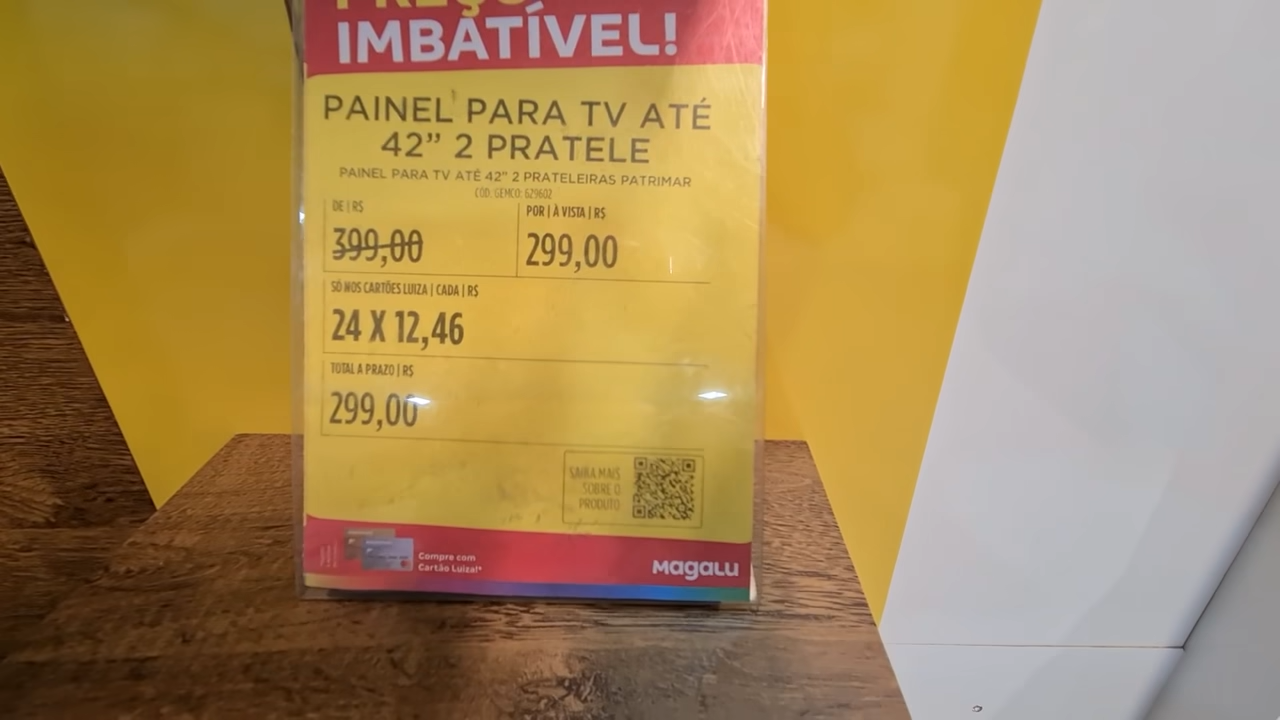 PREÇO
IMBATÍVEL!
PAINEL PARA TV ATÉ
42” 2 PRATELE
PAINEL PARA TV ATÉ 42" 2 PRATELEIRAS PATRIMAR
CÓD. GEMCO: 629602
DE | R$
399,00
POR | À VISTA | R$
299,00
SÓ NOS CARTÕES LUIZA | CADA | R$
24 X 12,46
TOTAL A PRAZO | R$
299,00
SAIBA MAIS
SOBRE O
PRODUTO
Compre com
Cartão Luiza!*
Magalu